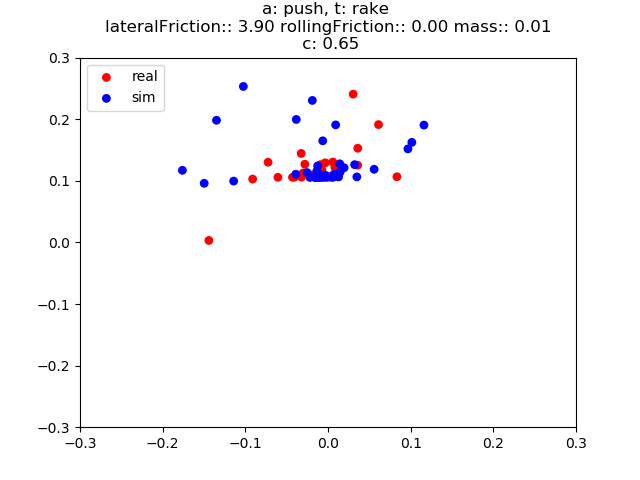 a: push, t: rake
lateralFriction:: 3.90 rollingFriction:: 0.00 mass:: 0.01
c: 0.65
real
sim
0.3
0.2
0.1
0.0
−0.1
−0.2
−0.3
−0.3
−0.2
−0.1
0.0
0.1
0.2
0.3